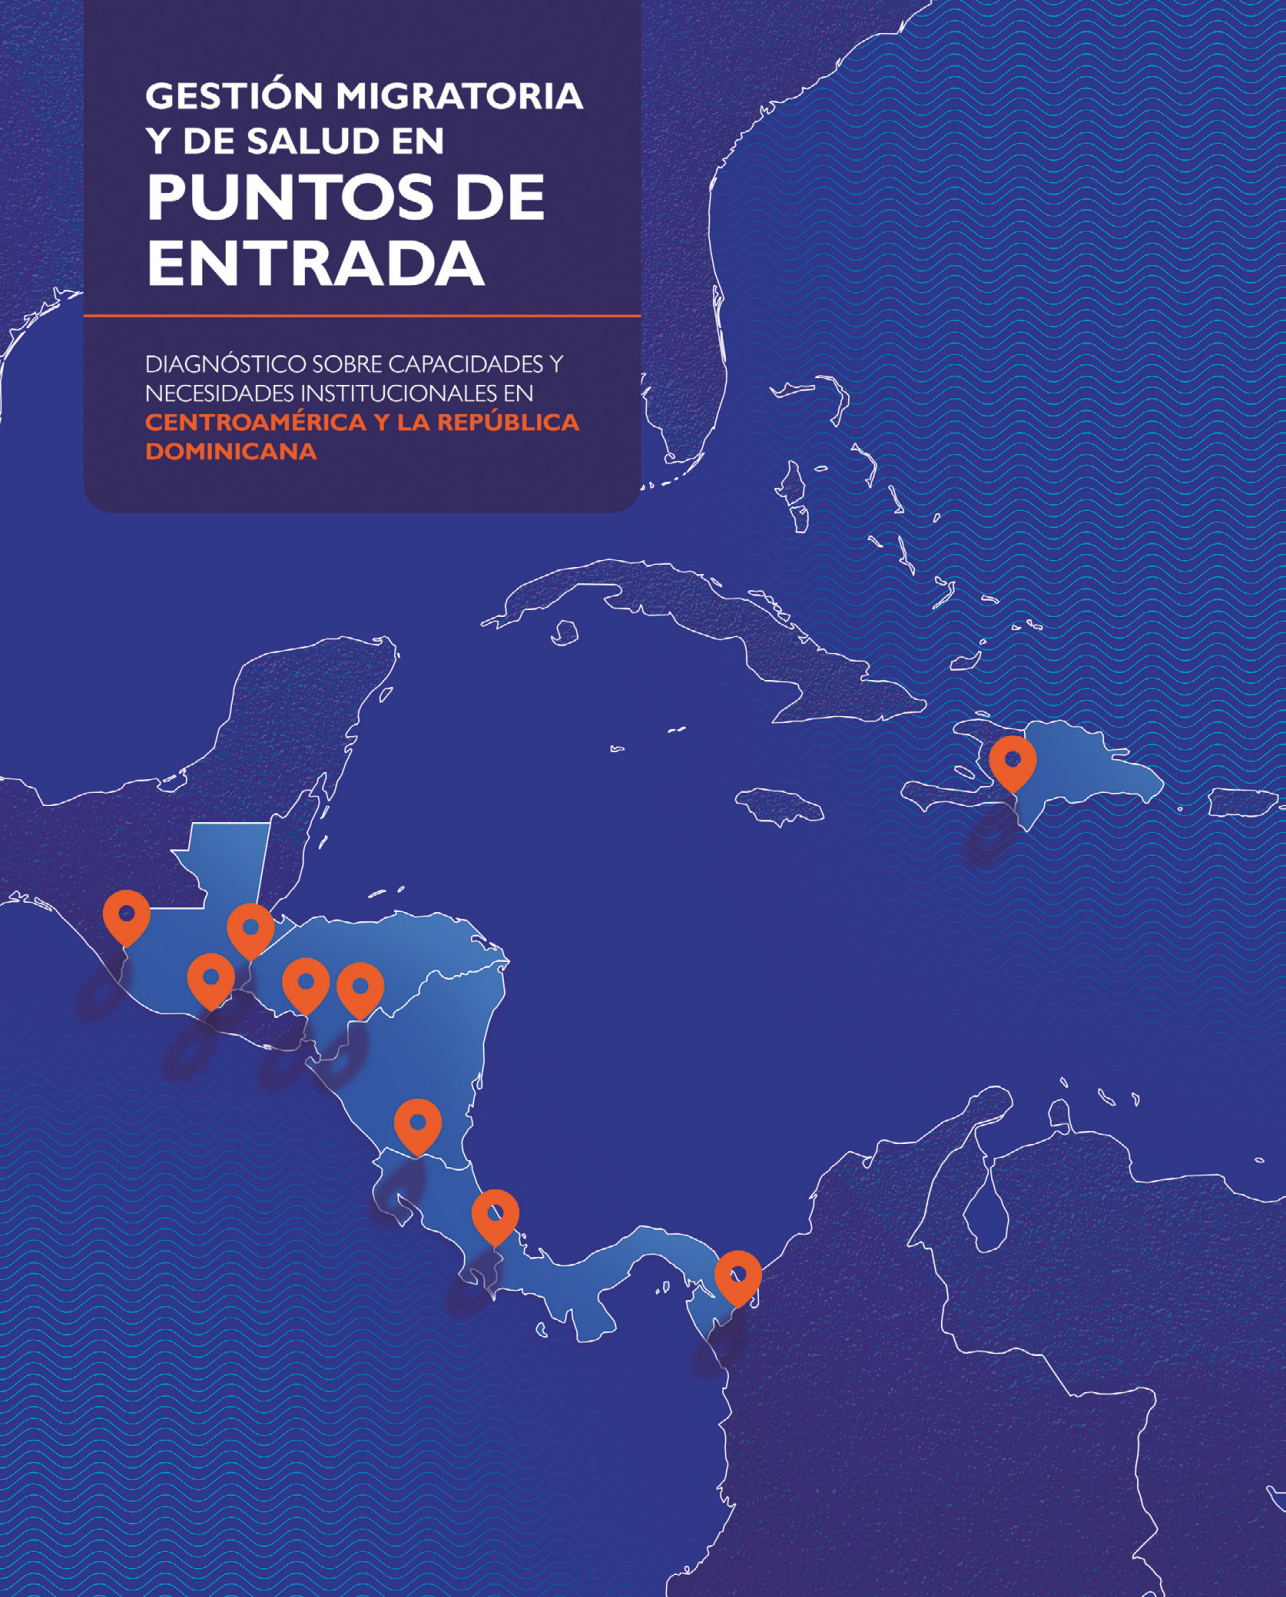 GESTIÓN MIGRATORIA
Y DE SALUD EN
PUNTOS DE
ENTRADA
DIAGNÓSTICO SOBRE CAPACIDADES Y
NECESIDADES INSTITUCIONALES EN
CENTROAMÉRICA Y LA REPÚBLICA
DOMINICANA